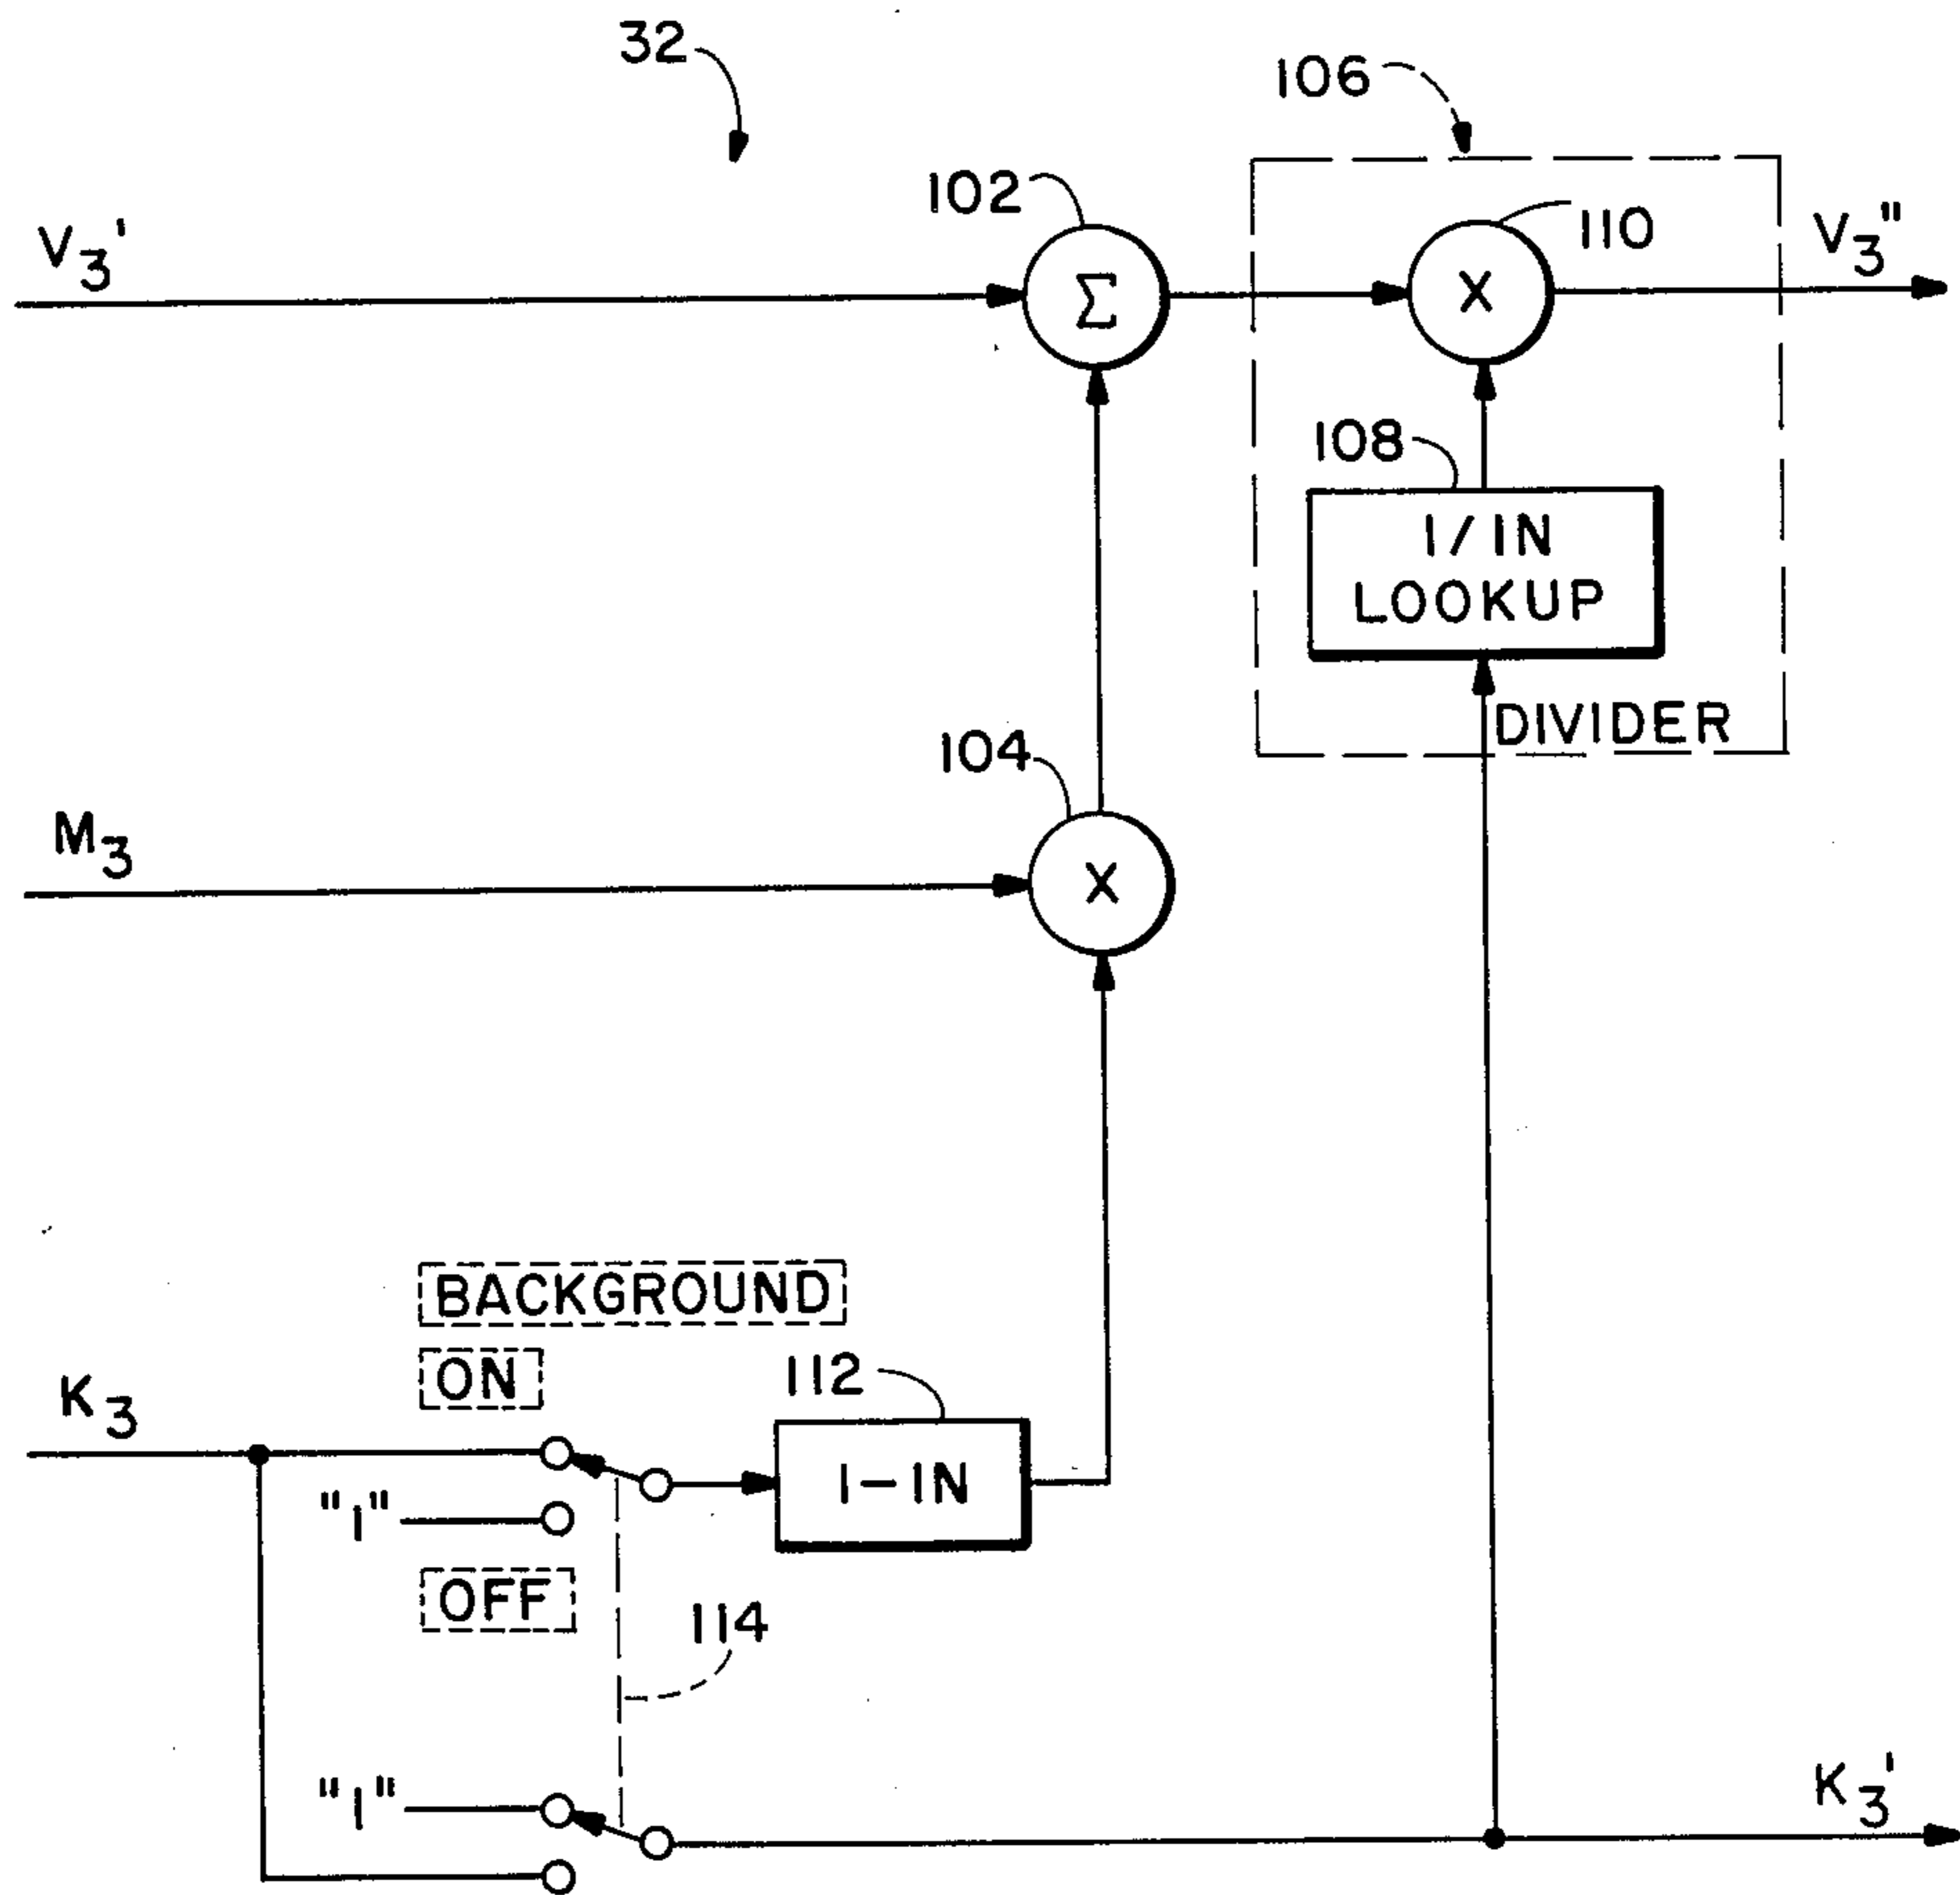 32
106
102
110
V3'
V3"
Σ
X
108
1/IN
LOOKUP
DIVIDER
104
M3
X
BACKGROUND
ON
112
K3
1-IN
"1"
OFF
114
"1"
K3'